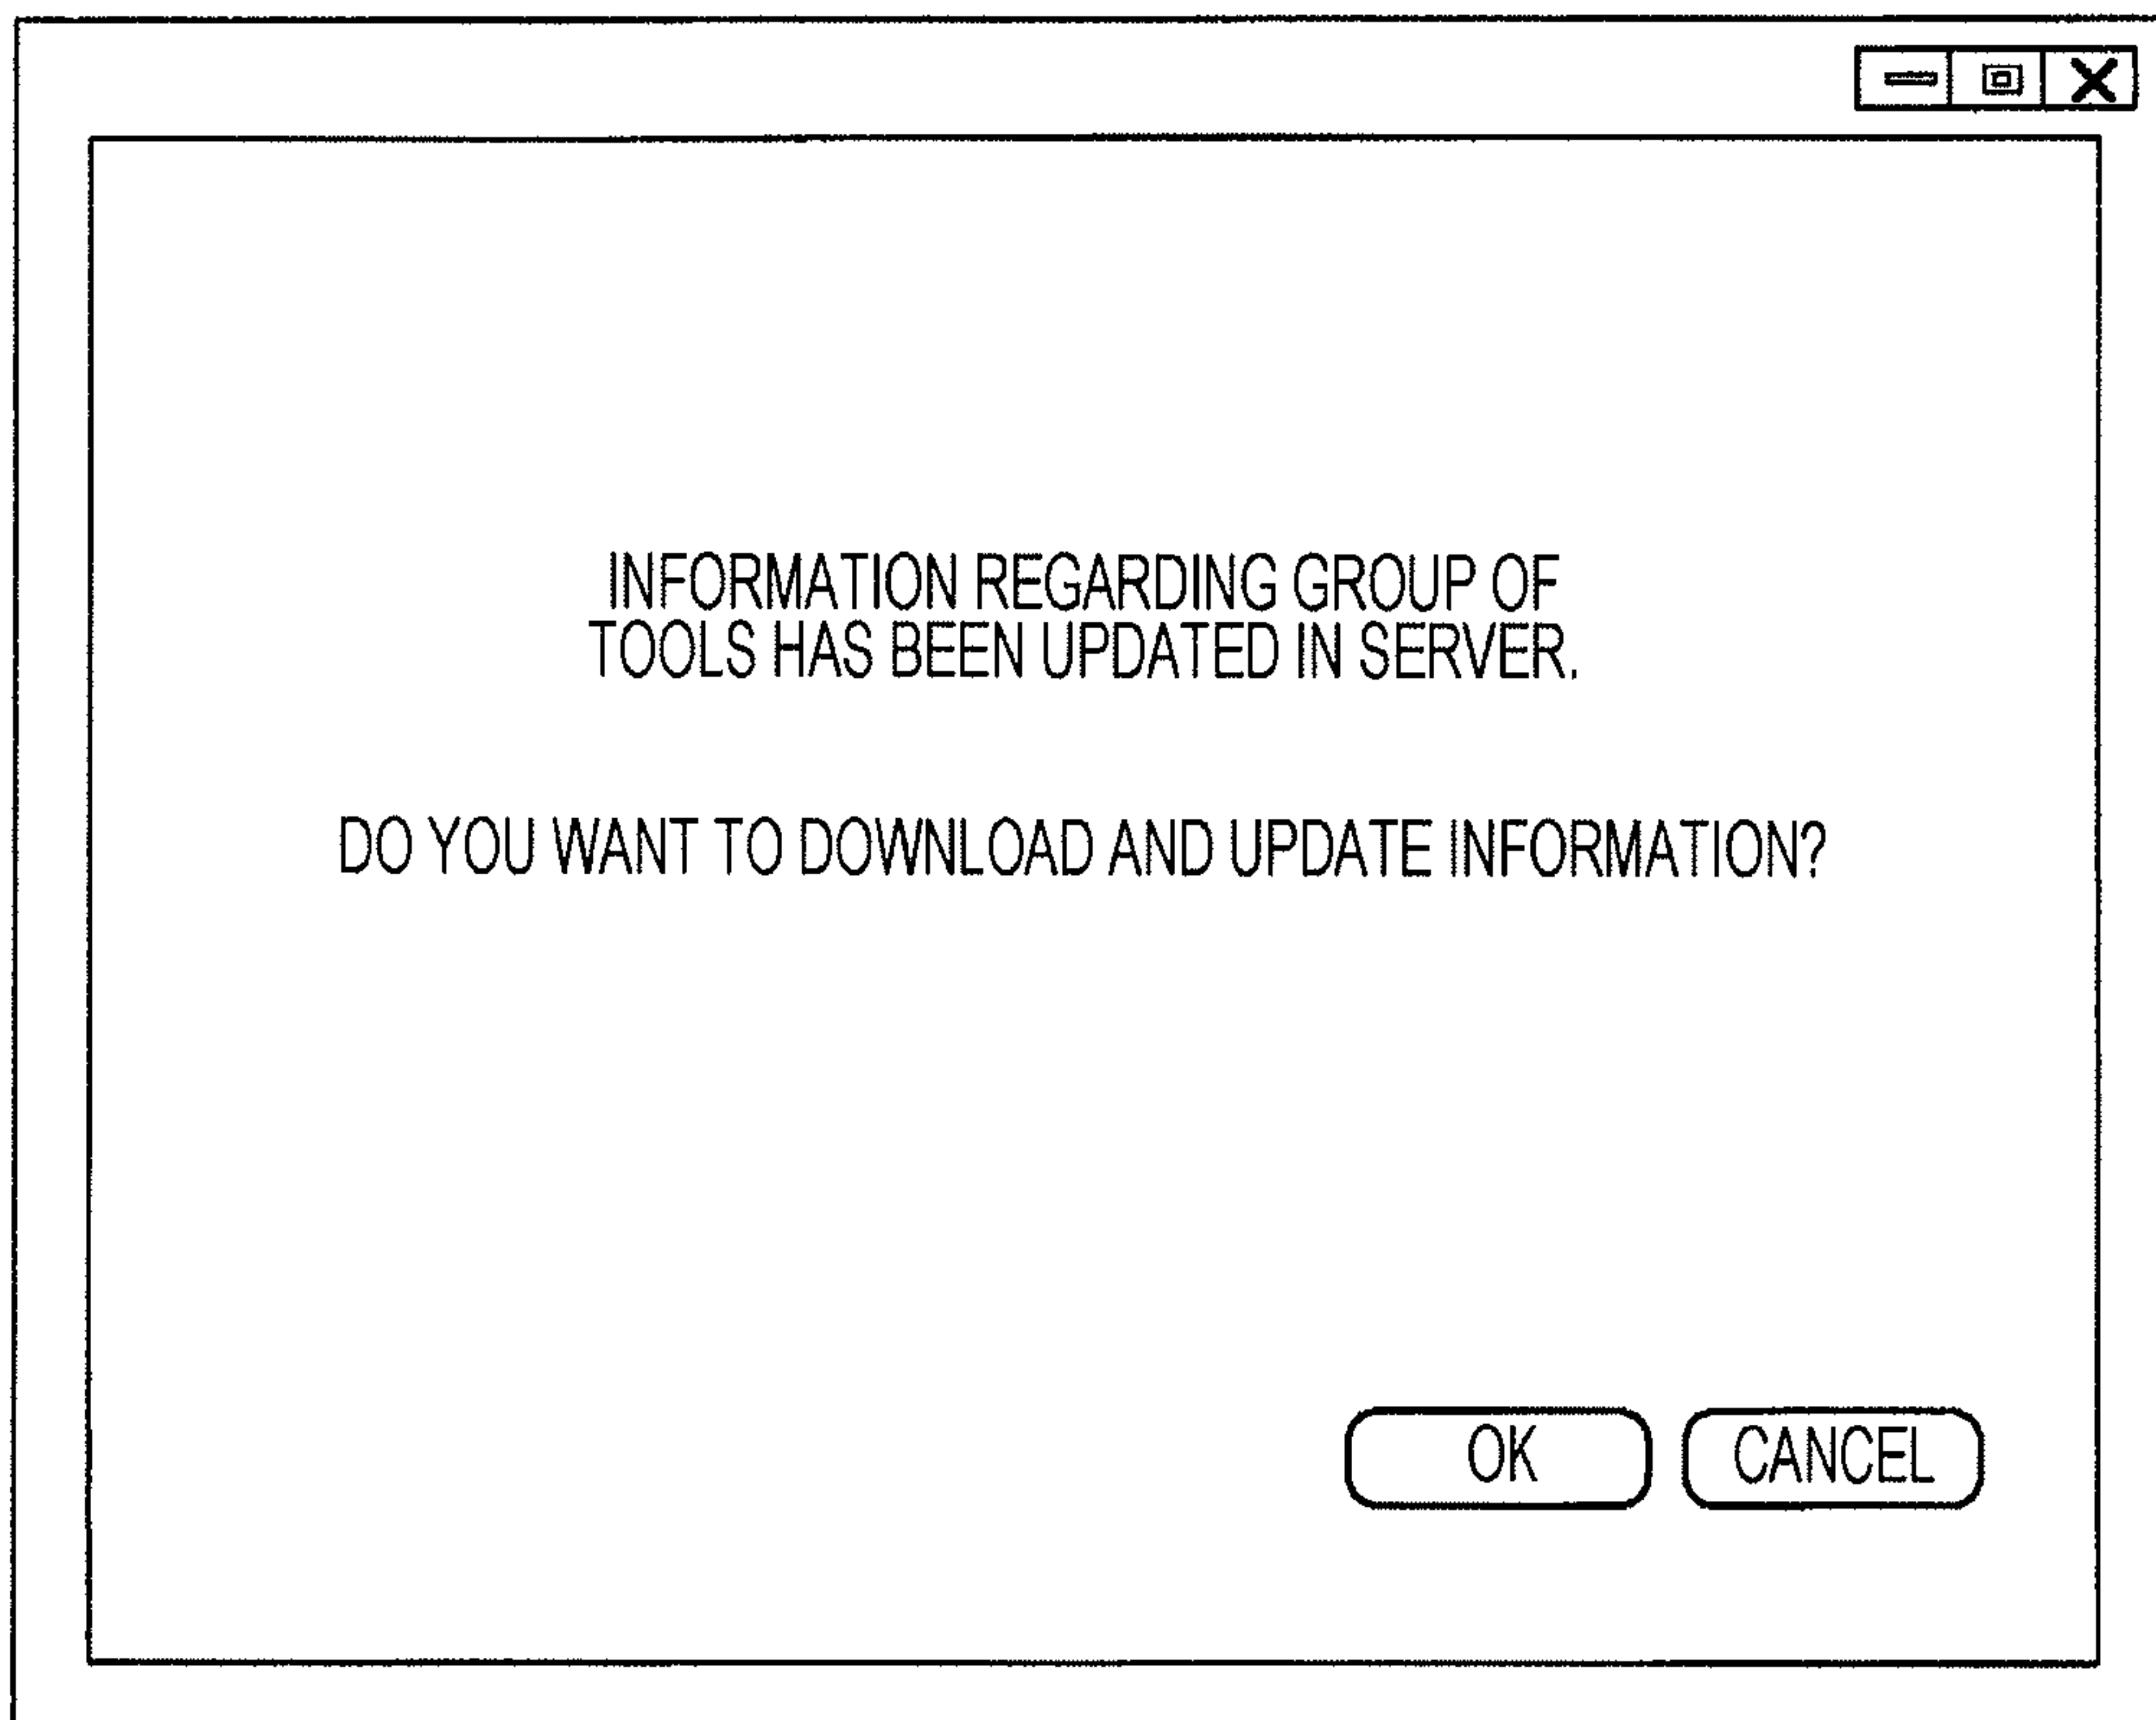 INFORMATION REGARDING GROUP OF
TOOLS HAS BEEN UPDATED IN SERVER.
DO YOU WANT TO DOWNLOAD AND UPDATE INFORMATION?
OK
CANCEL